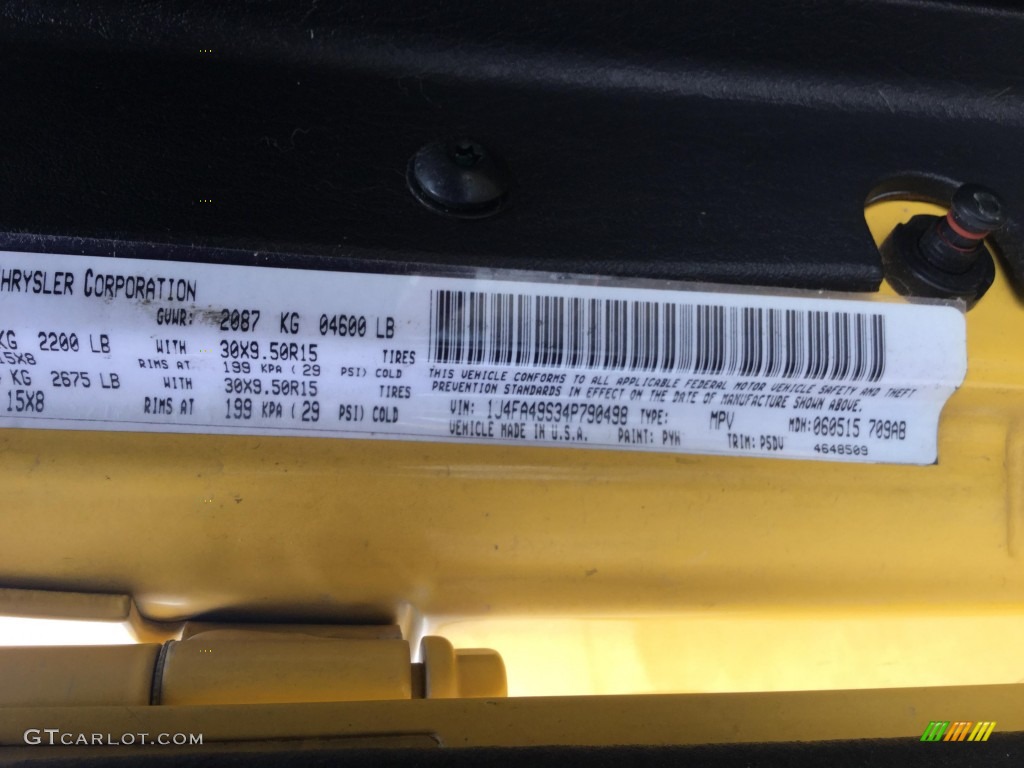 HRYSLER CORPORATION
GVWR: 2087 KG 04600 LB
KG 2200 LB WITH 30X9.50R15 TIRES
15X8 RIMS AT 199 KPA ( 29 PSI) COLD
KG 2675 LB WITH 30X9.50R15 TIRES
15X8 RIMS AT 199 KPA ( 29 PSI) COLD
THIS VEHICLE CONFORMS TO ALL APPLICABLE FEDERAL MOTOR VEHICLE SAFETY AND THEFT
PREVENTION STANDARDS IN EFFECT ON THE DATE OF MANUFACTURE SHOWN ABOVE.
VIN: 1J4FA49S34P790498 TYPE: MPV MDH: 060515 709AB
VEHICLE MADE IN U.S.A. PAINT: PYH TRIM: PSDV 4648509
GTCARLOT.COM